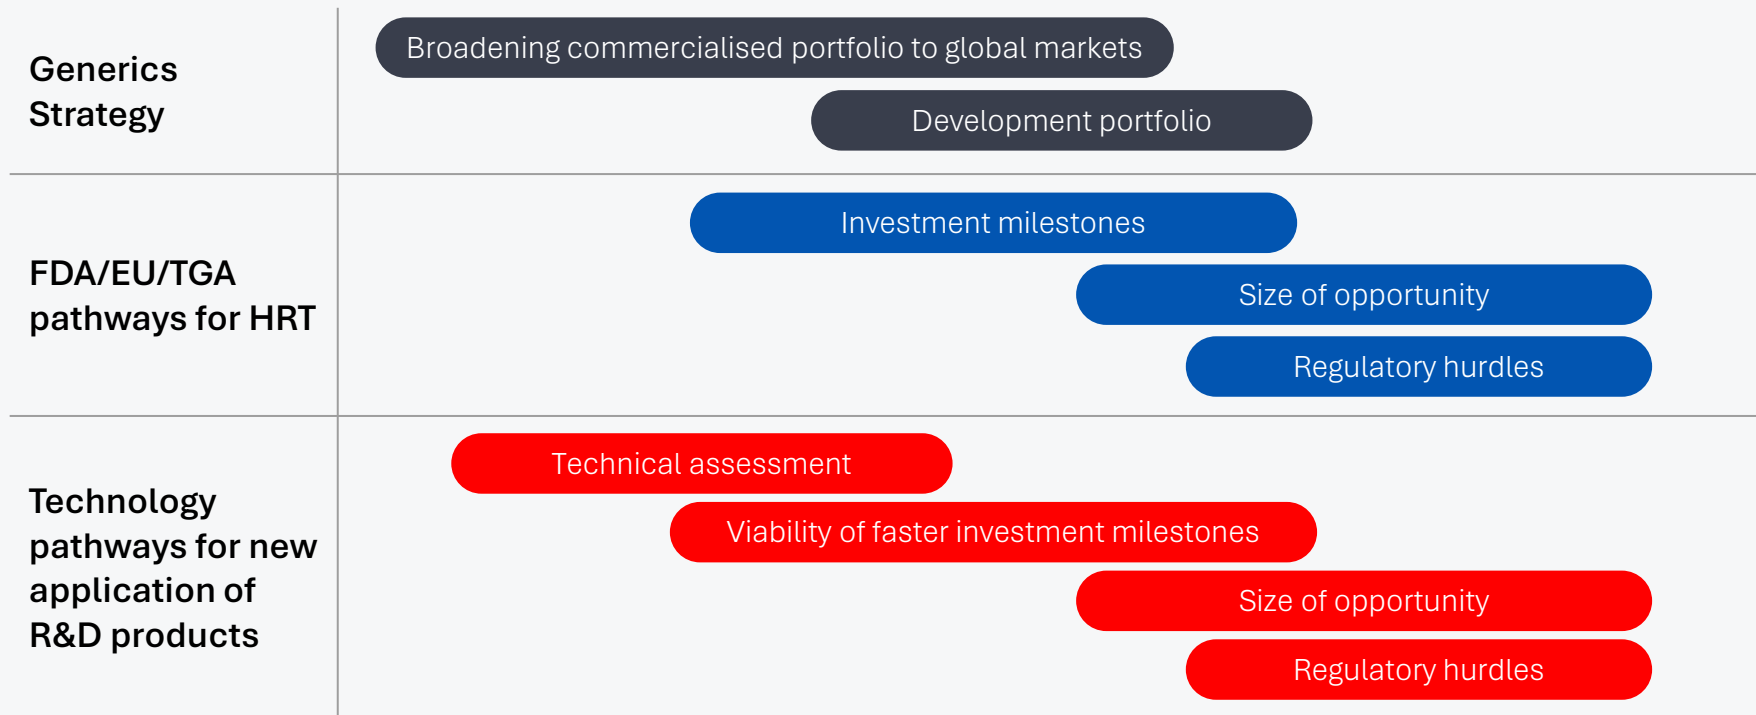 Generics
Strategy
Broadening commercialised portfolio to global markets
Development portfolio
FDA/EU/TGA
pathways for HRT
Investment milestones
Size of opportunity
Regulatory hurdles
Technology
pathways for new
application of
R&D products
Technical assessment
Viability of faster investment milestones
Size of opportunity
Regulatory hurdles